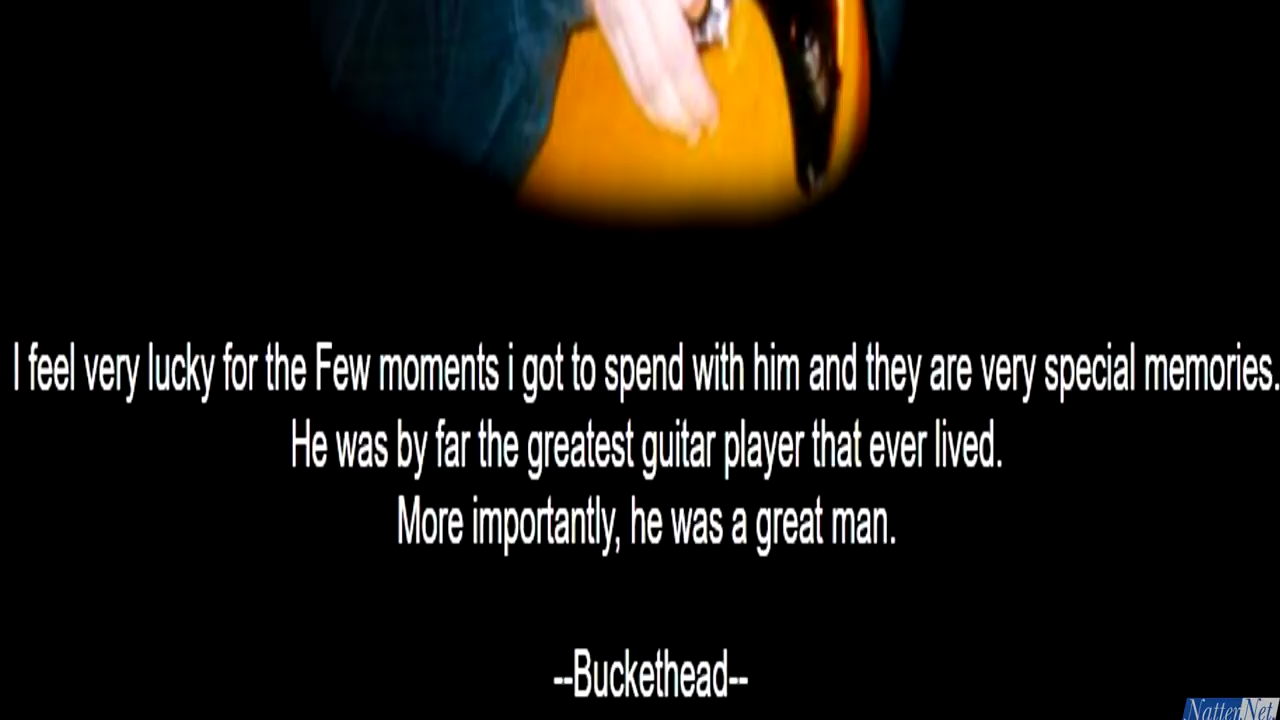 I feel very lucky for the Few moments i got to spend with him and they are very special memories.
He was by far the greatest guitar player that ever lived.
More importantly, he was a great man.
--Buckethead--
NatterNet